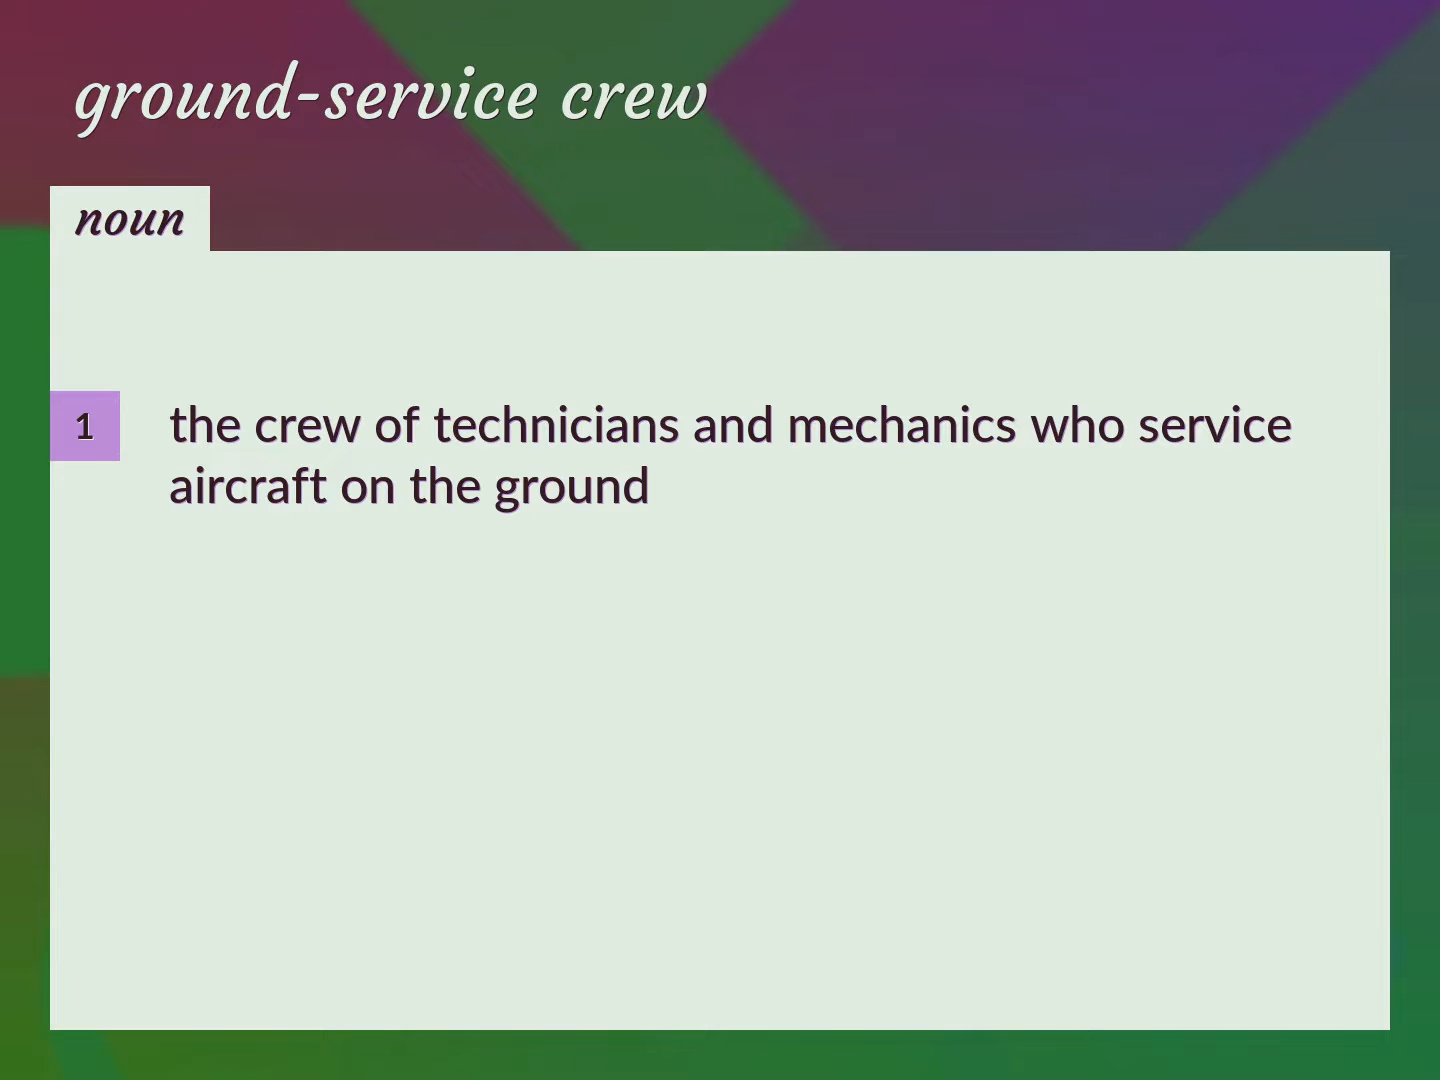 ground-service crew
noun
1
the crew of technicians and mechanics who service
aircraft on the ground